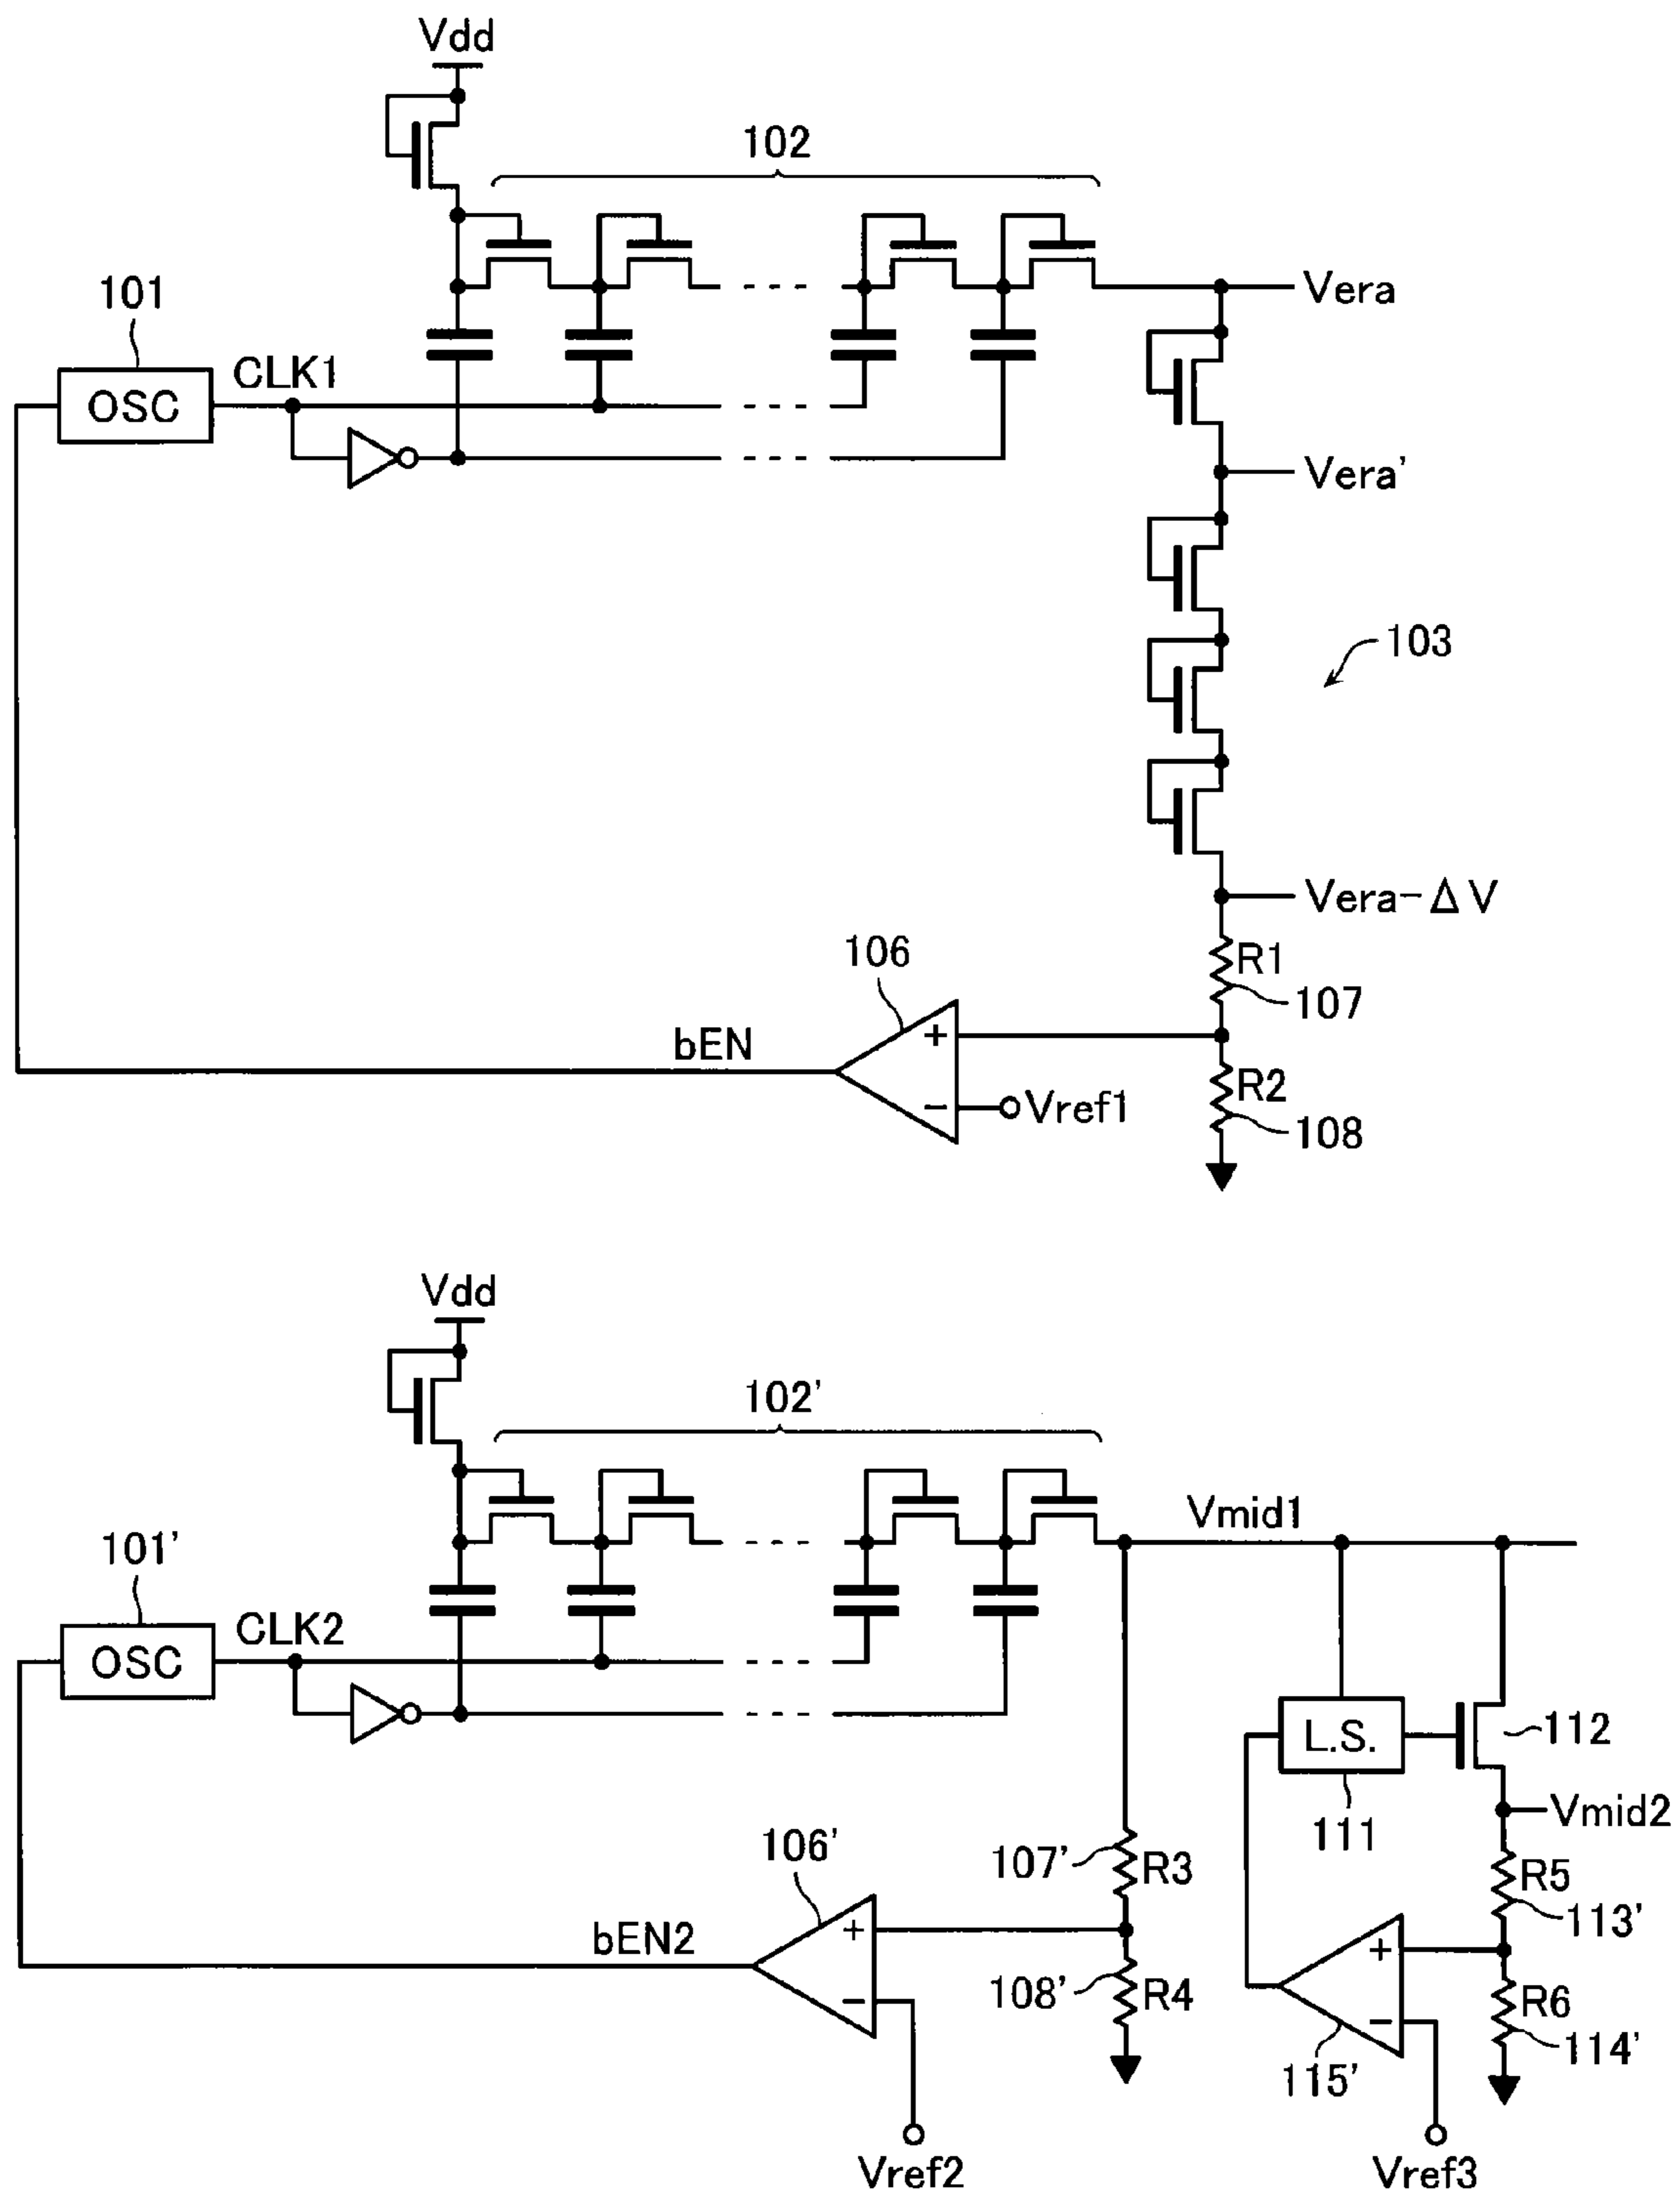 Vdd
102
101
Vera
CLK1
OSC
Vera'
103
Vera-ΔV
106
R1
107
+
bEN
R2
- Vref1
108
Vdd
102'
Vmid1
101'
CLK2
OSC
L.S.
112
Vmid2
111
106'
107' R3
R5
113'
+
bEN2
+
108' R4
R6
-
-
114'
115'
Vref2
Vref3